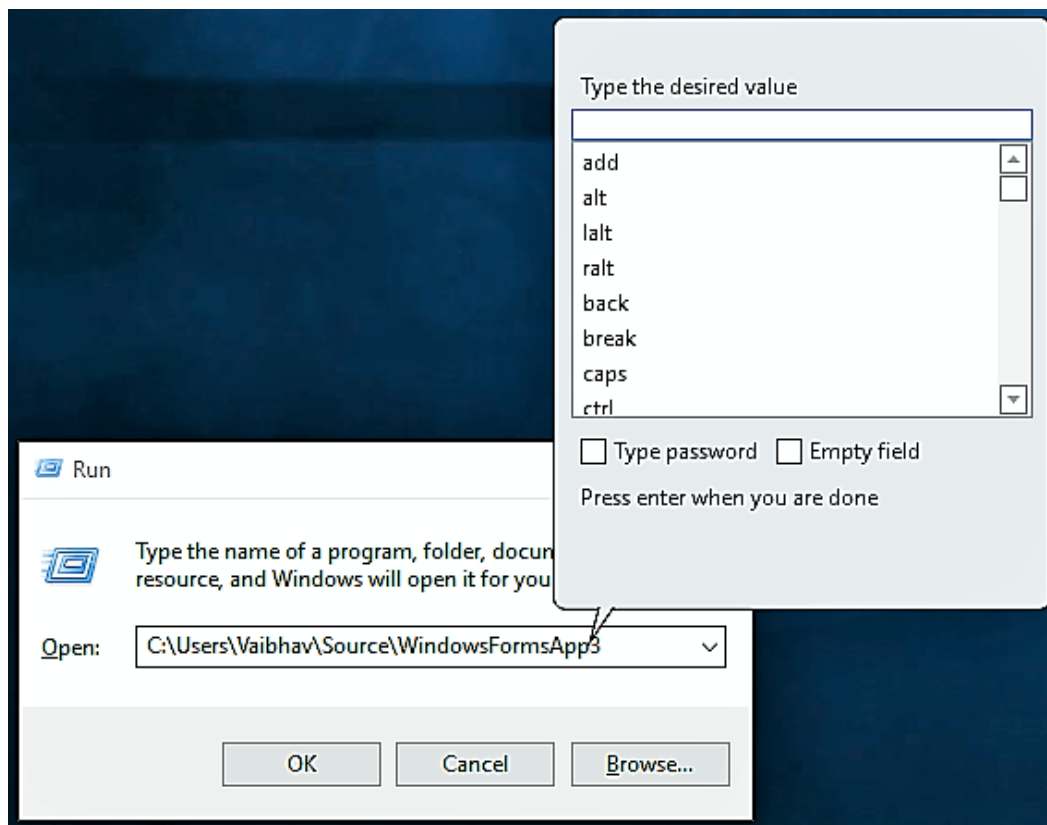 Type the desired value
add
alt
lalt
ralt
back
break
caps
ctrl
Type password Empty field
Press enter when you are done
Run
Type the name of a program, folder, docum
resource, and Windows will open it for you
Open: C:\Users\Vaibhav\Source\WindowsFormsApp3
OK Cancel Browse...